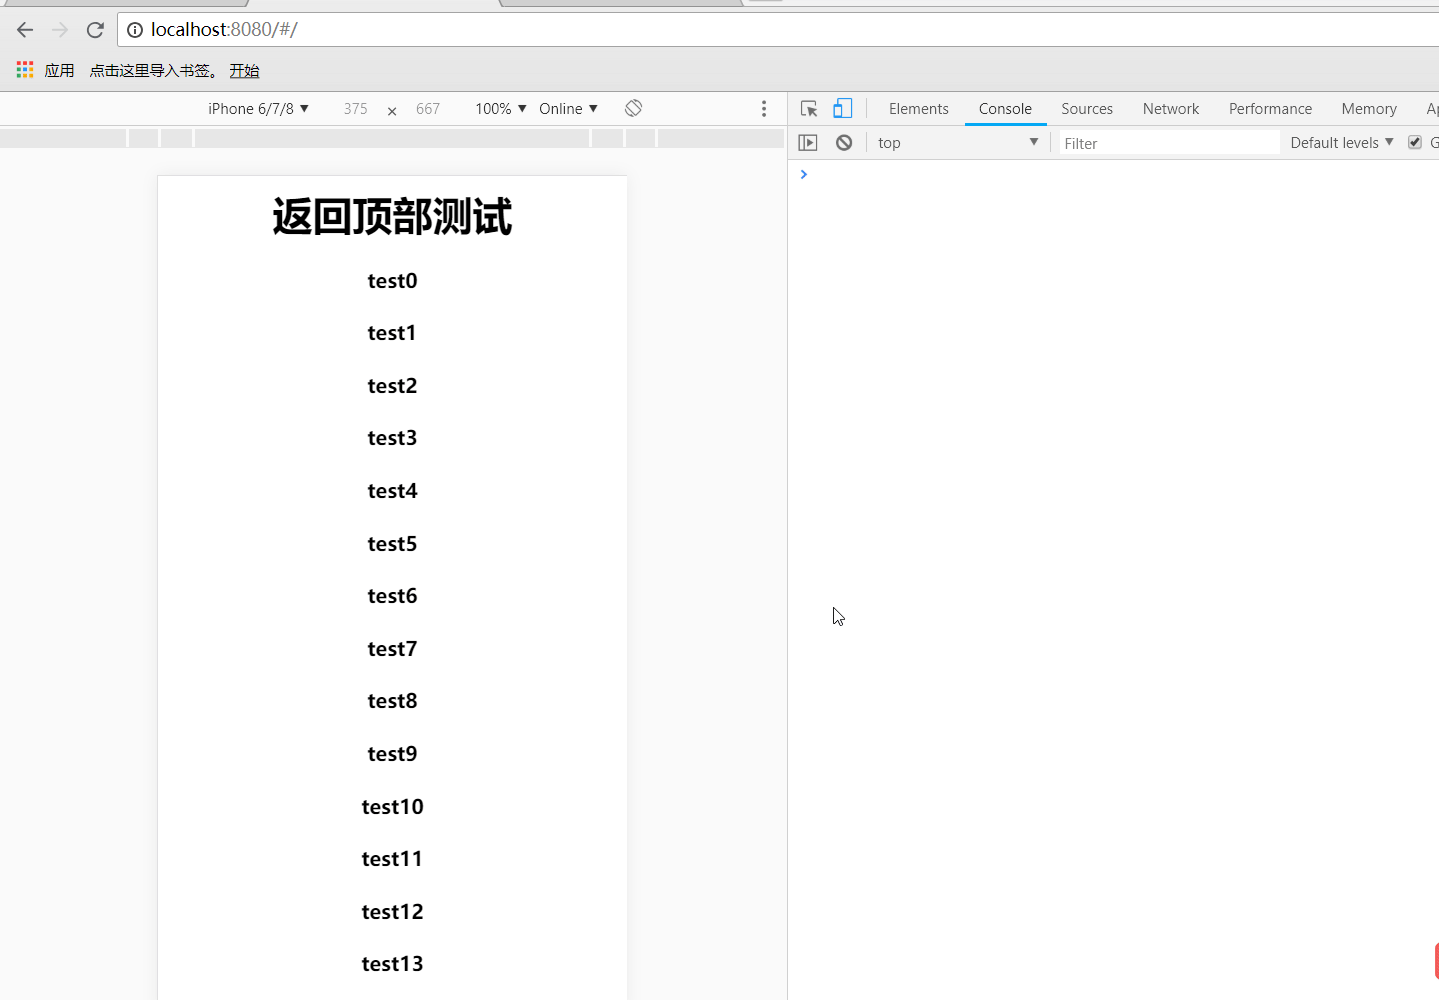 localhost:8080/#/
应用 点击这里导入书签。 开始
iPhone 6/7/8 ▼ 375 × 667 100% ▼ Online ▼
Elements Console Sources Network Performance Memory
top ▼ Filter Default levels ▼
返回顶部测试
test0
test1
test2
test3
test4
test5
test6
test7
test8
test9
test10
test11
test12
test13